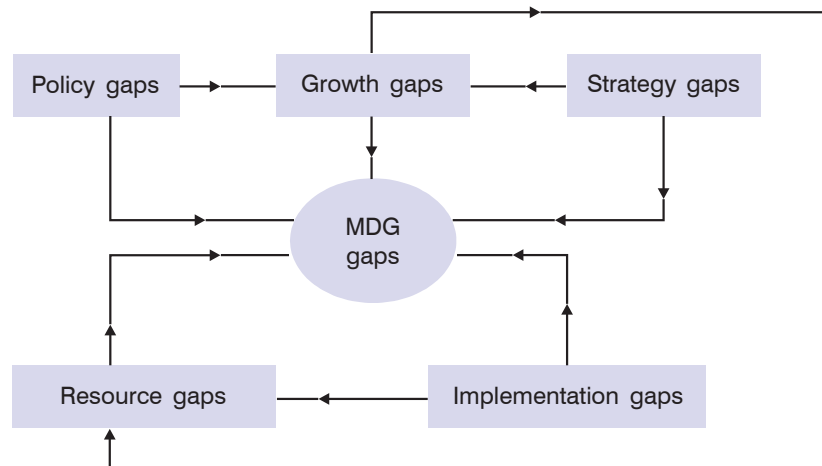 Policy gaps
Growth gaps
Strategy gaps
MDG
gaps
Resource gaps
Implementation gaps